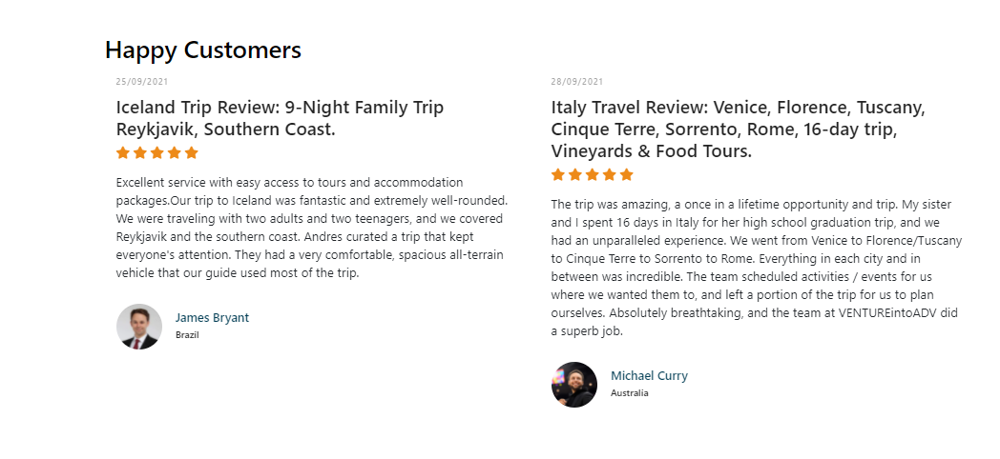 Happy Customers
25/09/2021
Iceland Trip Review: 9-Night Family Trip
Reykjavik, Southern Coast.
Excellent service with easy access to tours and accommodation
packages.Our trip to Iceland was fantastic and extremely well-rounded.
We were traveling with two adults and two teenagers, and we covered
Reykjavik and the southern coast. Andres curated a trip that kept
everyone's attention. They had a very comfortable, spacious all-terrain
vehicle that our guide used most of the trip.
James Bryant
Brazil
28/09/2021
Italy Travel Review: Venice, Florence, Tuscany,
Cinque Terre, Sorrento, Rome, 16-day trip,
Vineyards & Food Tours.
The trip was amazing, a once in a lifetime opportunity and trip. My sister
and I spent 16 days in Italy for her high school graduation trip, and we
had an unparalleled experience. We went from Venice to Florence/Tuscany
to Cinque Terre to Sorrento to Rome. Everything in each city and in
between was incredible. The team scheduled activities / events for us
where we wanted them to, and left a portion of the trip for us to plan
ourselves. Absolutely breathtaking, and the team at VENTUREintoADV did
a superb job.
Michael Curry
Australia